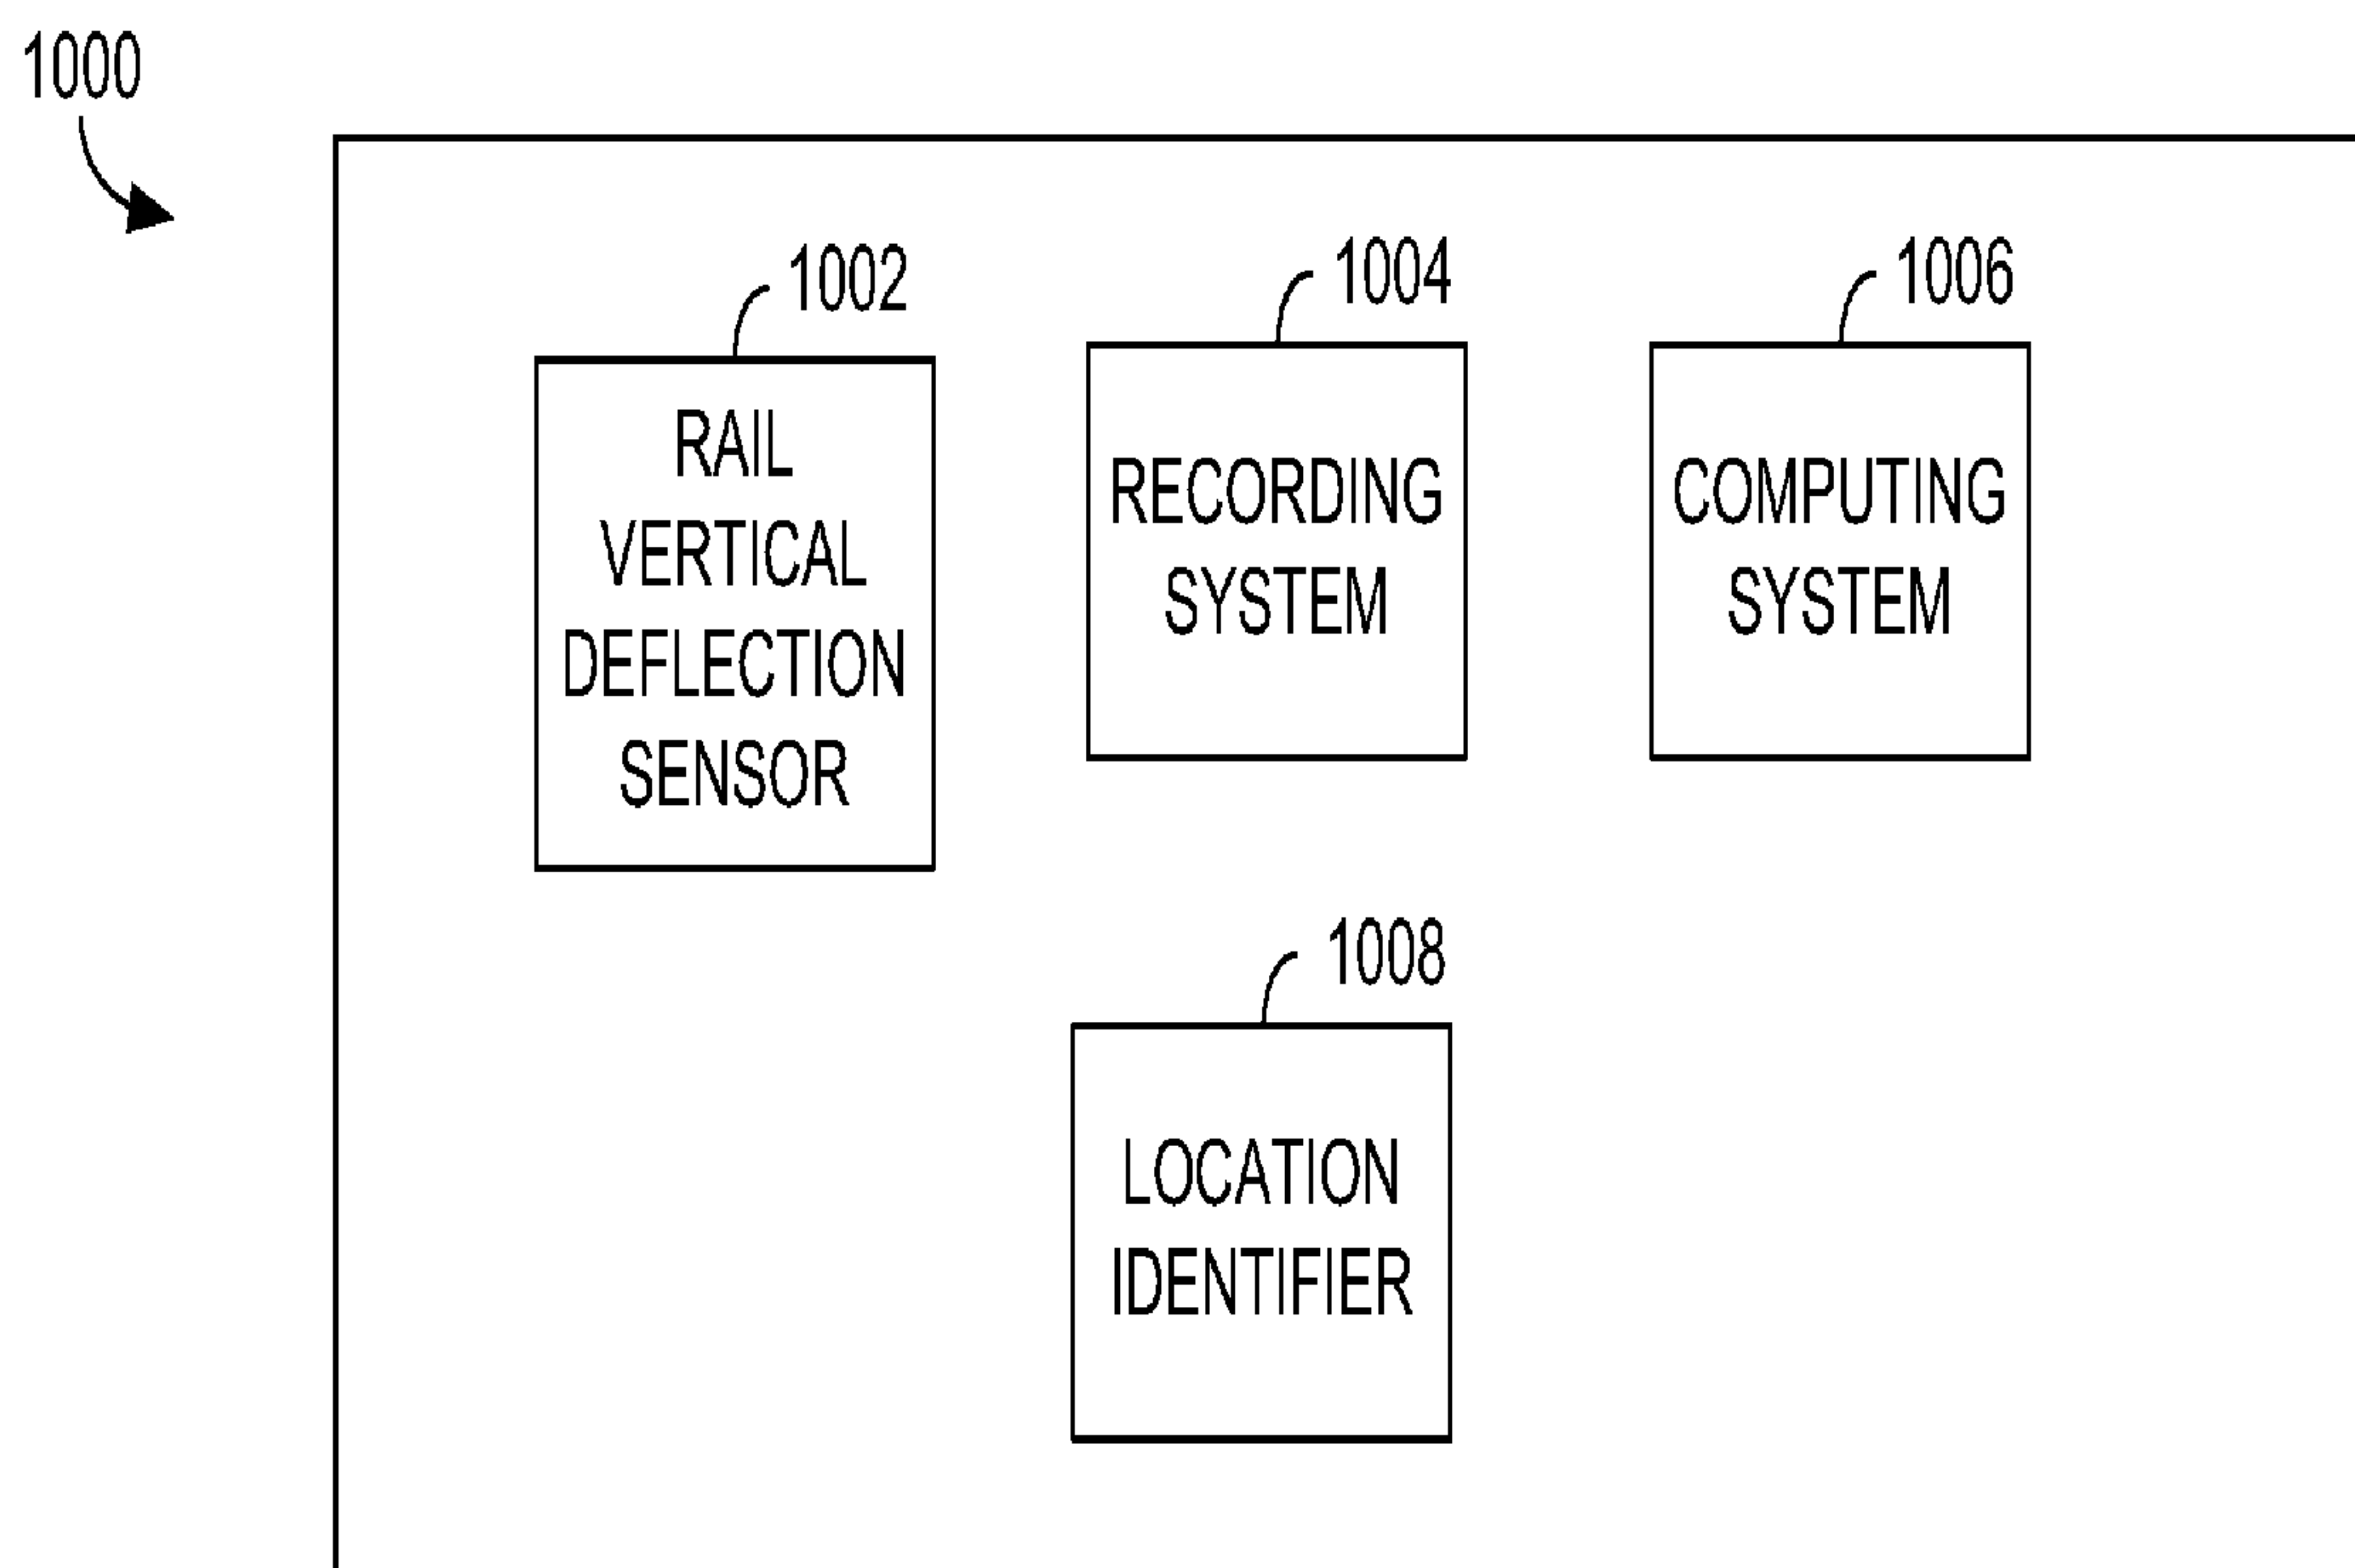 1000
1002
1004
1006
RAIL
VERTICAL
DEFLECTION
SENSOR
RECORDING
SYSTEM
COMPUTING
SYSTEM
1008
LOCATION
IDENTIFIER